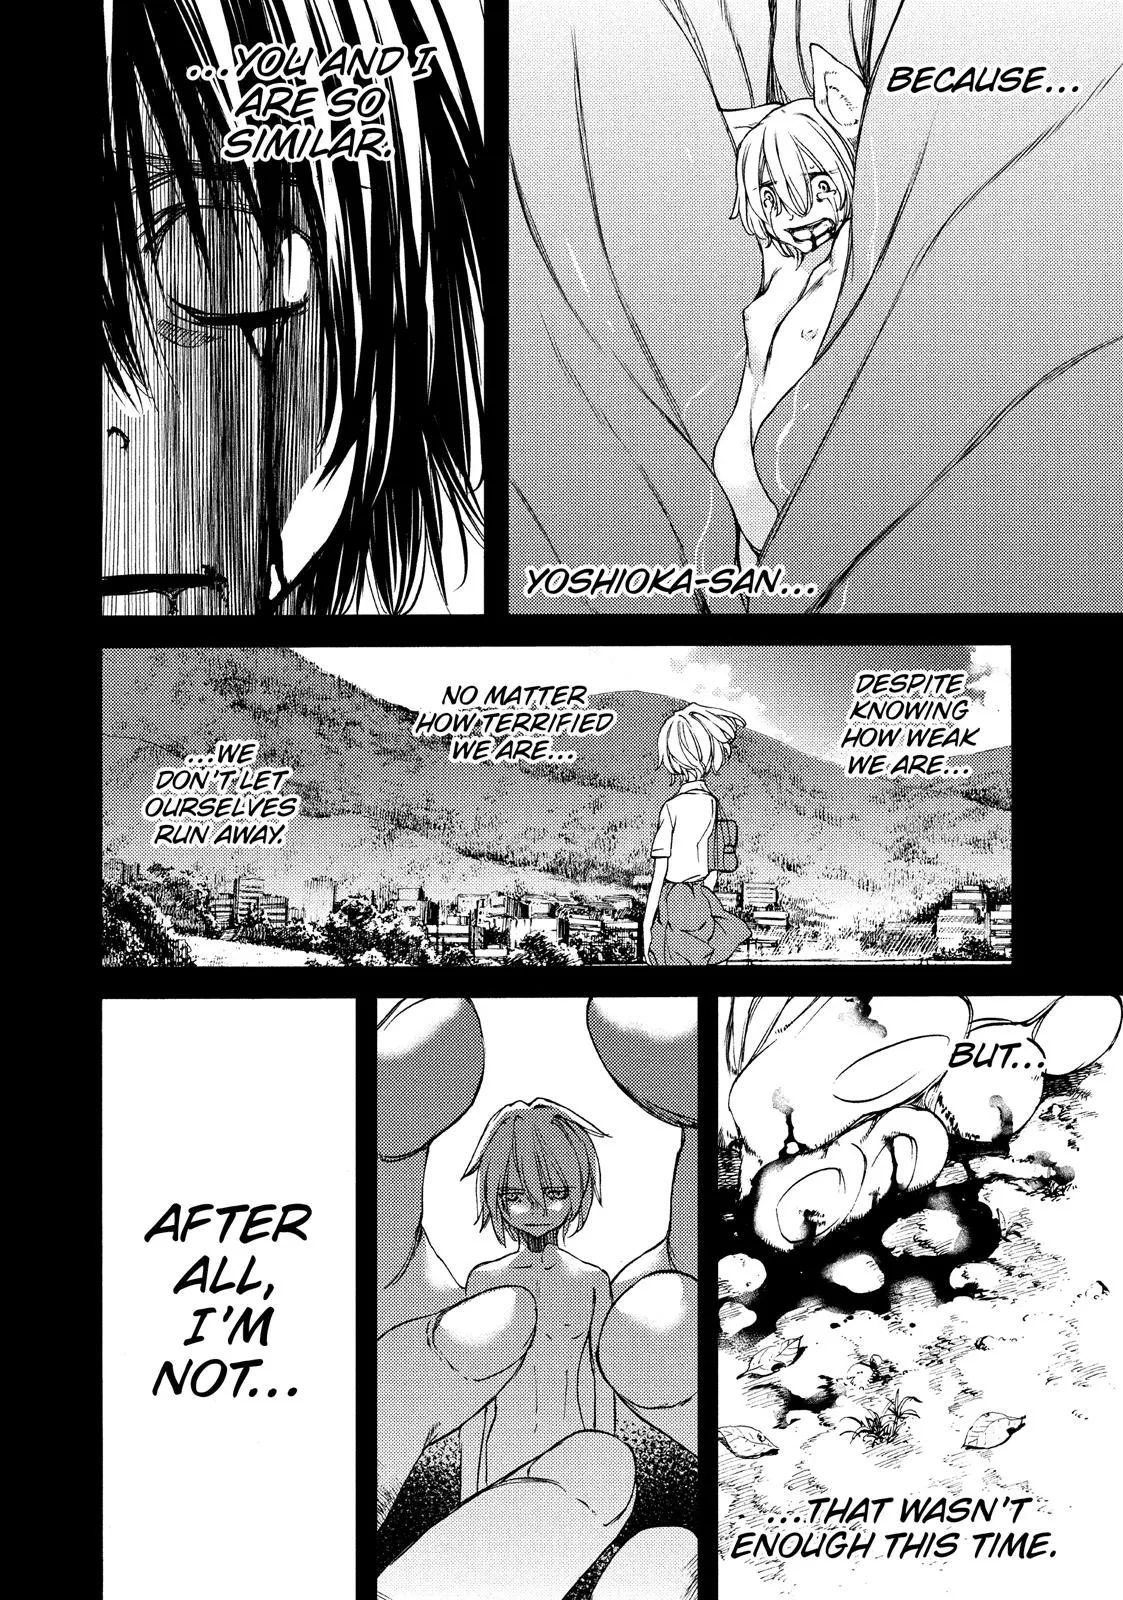 BECAUSE...
YOSHIOKA-SAN...
...YOU AND I
ARE SO
SIMILAR.
DESPITE
KNOWING
HOW WEAK
WE ARE...
NO MATTER
HOW TERRIFIED
WE ARE...
...WE
DON'T LET
OURSELVES
RUN AWAY.
BUT...
...THAT WASN'T
ENOUGH THIS TIME.
AFTER
ALL,
I'M
NOT...